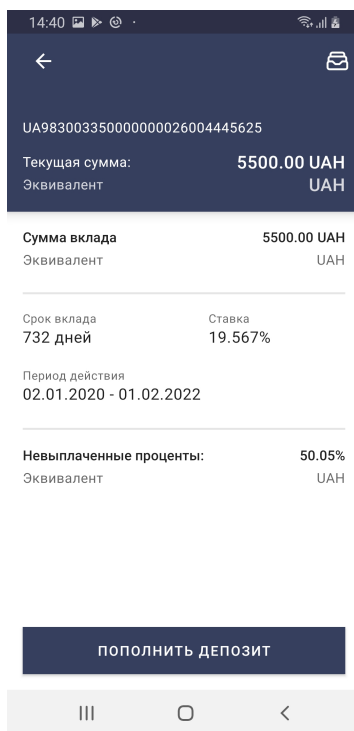 14:40
UA983003350000000026004445625
Текущая сумма: 5500.00 UAH
Эквивалент UAH
Сумма вклада 5500.00 UAH
Эквивалент UAH
Срок вклада Ставка
732 дней 19.567%
Период действия
02.01.2020 - 01.02.2022
Невыплаченные проценты: 50.05%
Эквивалент UAH
ПОПОЛНИТЬ ДЕПОЗИТ